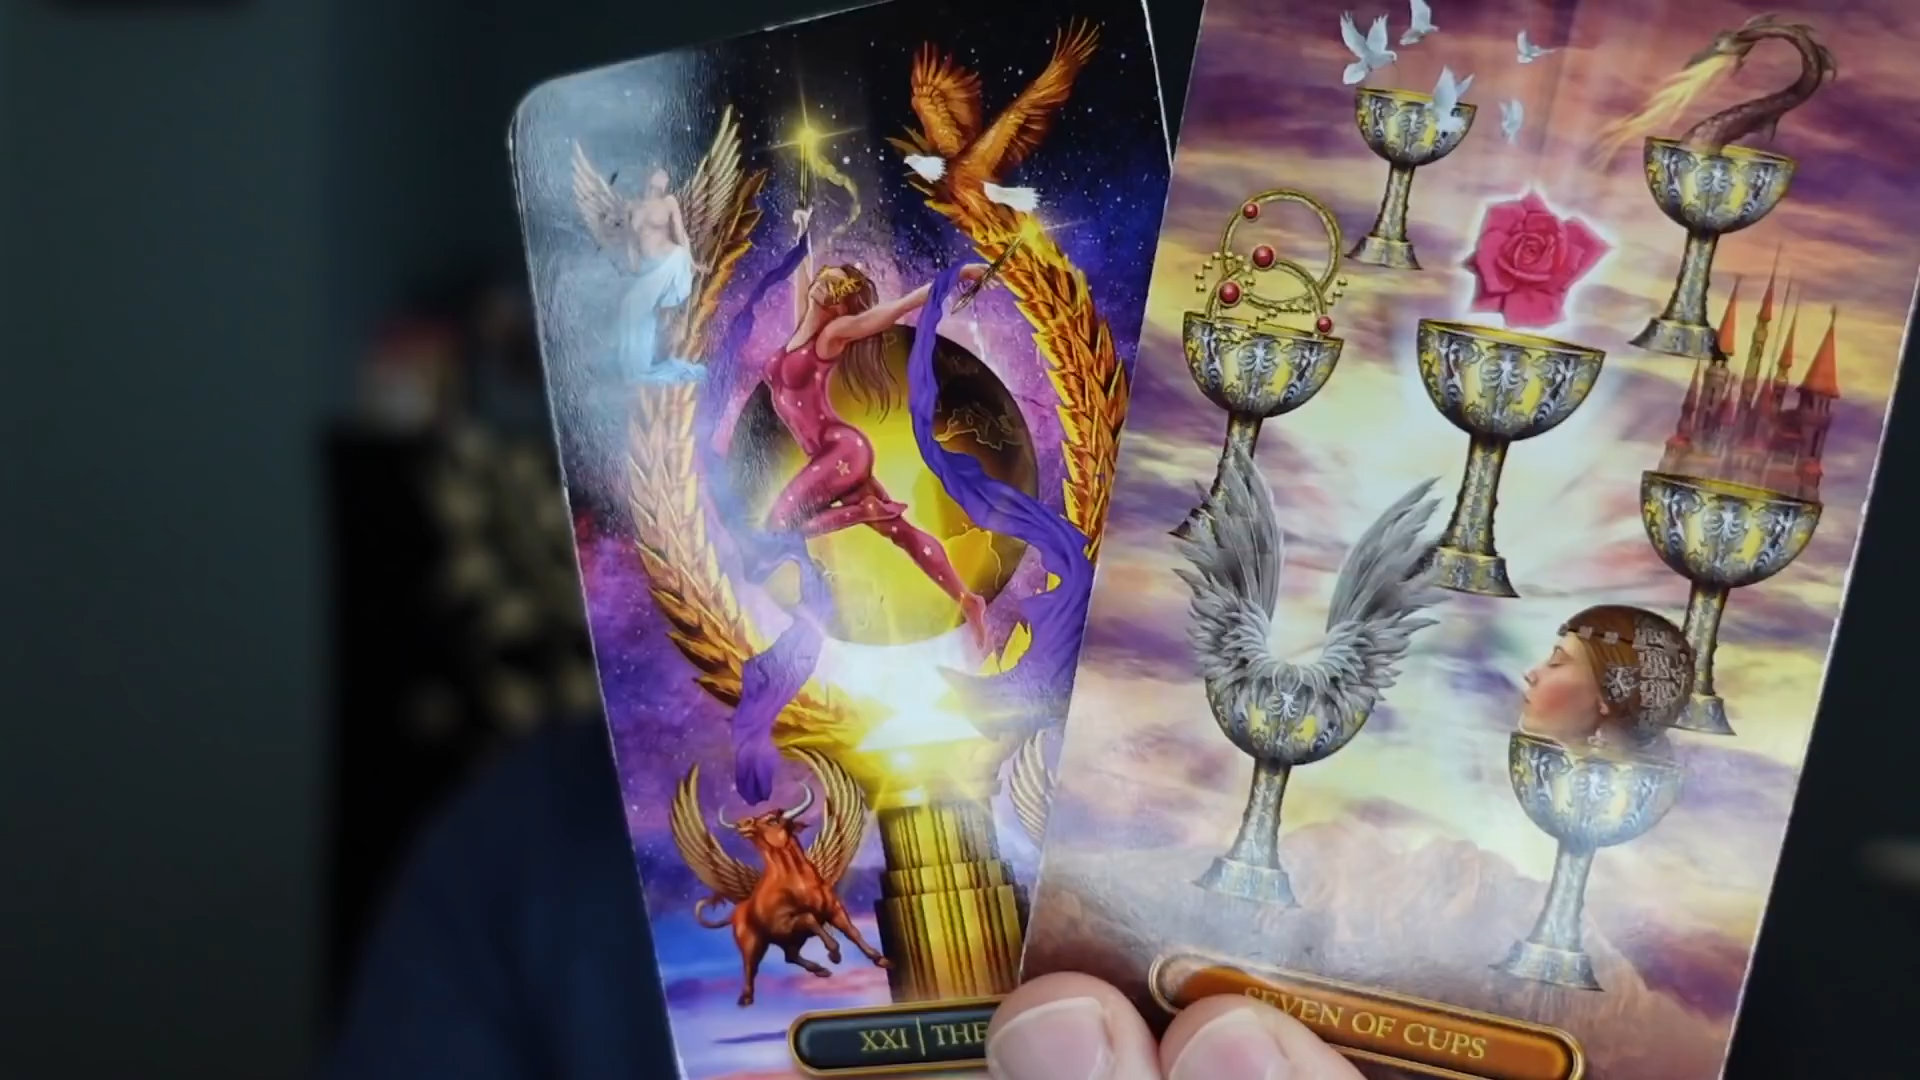 XXI | THE
SEVEN OF CUPS